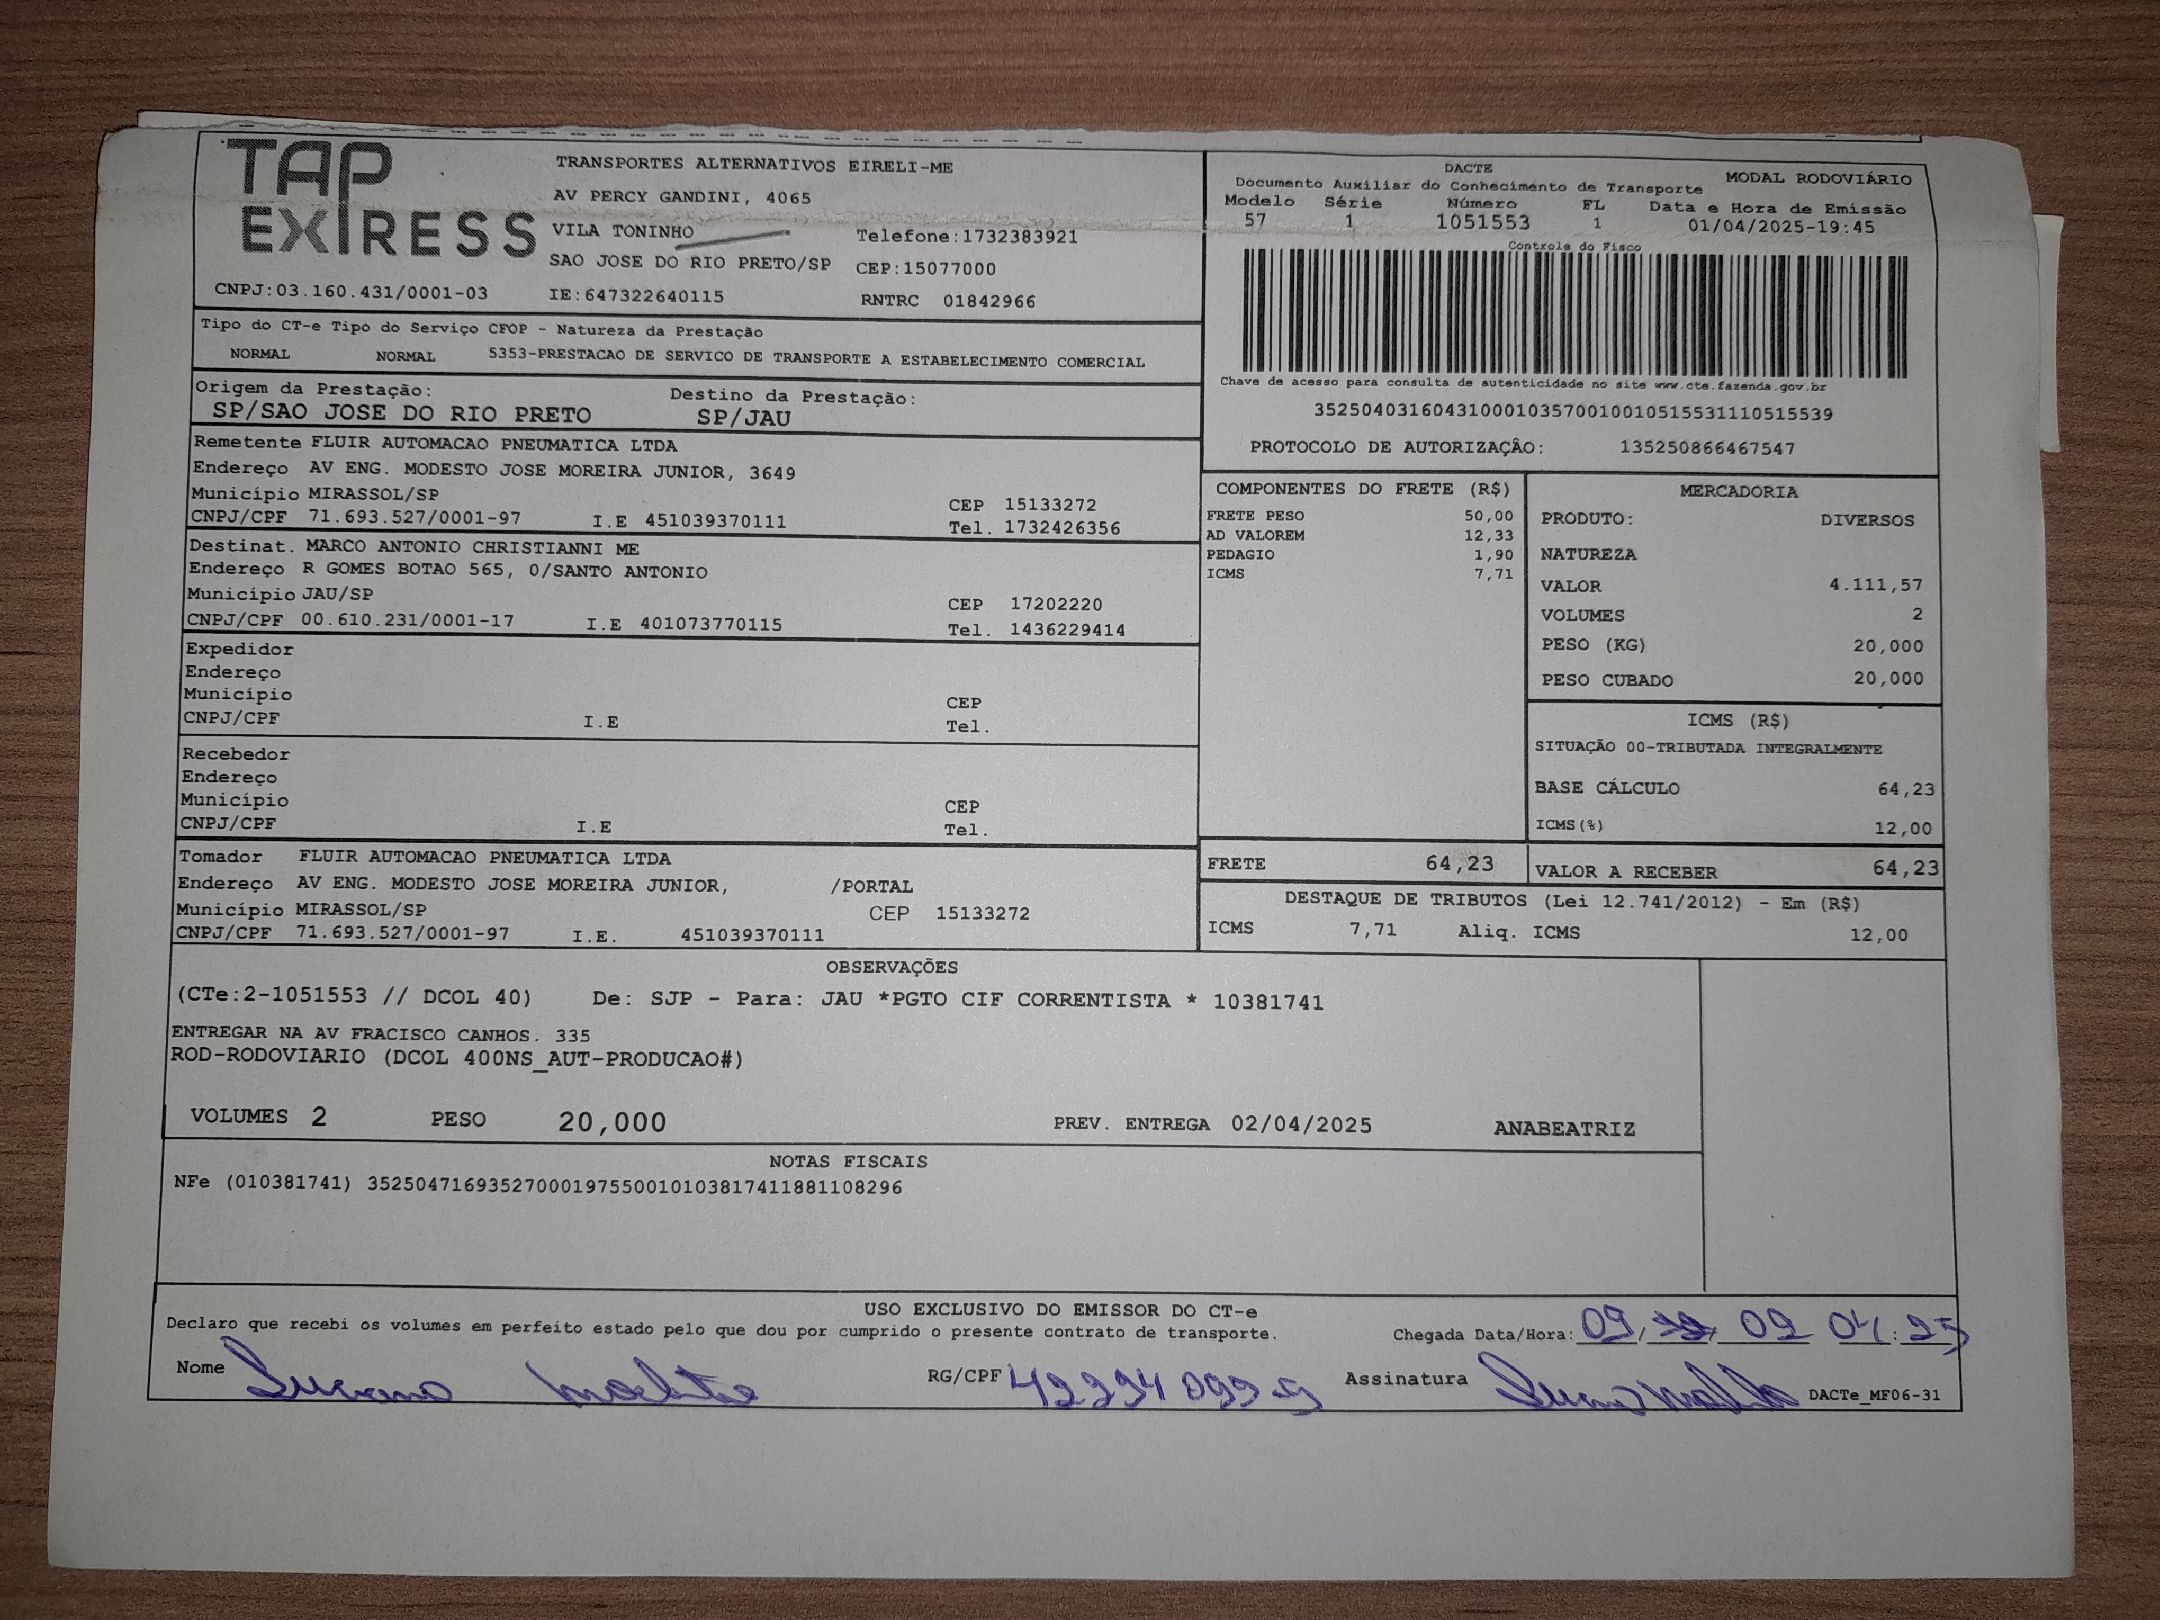 TAP EXPRESS
TRANSPORTES ALTERNATIVOS EIRELI-ME
AV PERCY GANDINI, 4065
VILA TONINHO Telefone:1732383921
SAO JOSE DO RIO PRETO/SP CEP:15077000
CNPJ:03.160.431/0001-03 IE:647322640115 RNTRC 01842966
DACTE MODAL RODOVIÁRIO
Documento Auxiliar do Conhecimento de Transporte
Modelo Série Número FL Data e Hora de Emissão
57 1 1051553 1 01/04/2025-19:45
Controle do Fisco
Chave de acesso para consulta de autenticidade no site www.cte.fazenda.gov.br
35250403160431000103570010010515531110515539
PROTOCOLO DE AUTORIZAÇÂO: 135250866467547
Tipo do CT-e Tipo do Serviço CFOP - Natureza da Prestação
NORMAL NORMAL 5353-PRESTACAO DE SERVICO DE TRANSPORTE A ESTABELECIMENTO COMERCIAL
Origem da Prestação: Destino da Prestação:
SP/SAO JOSE DO RIO PRETO SP/JAU
Remetente FLUIR AUTOMACAO PNEUMATICA LTDA
Endereço AV ENG. MODESTO JOSE MOREIRA JUNIOR, 3649
Município MIRASSOL/SP CEP 15133272
CNPJ/CPF 71.693.527/0001-97 I.E 451039370111 Tel. 1732426356
Destinat. MARCO ANTONIO CHRISTIANNI ME
Endereço R GOMES BOTAO 565, 0/SANTO ANTONIO
Município JAU/SP CEP 17202220
CNPJ/CPF 00.610.231/0001-17 I.E 401073770115 Tel. 1436229414
Expedidor
Endereço
Município CEP
CNPJ/CPF I.E Tel.
Recebedor
Endereço
Município CEP
CNPJ/CPF I.E Tel.
Tomador FLUIR AUTOMACAO PNEUMATICA LTDA
Endereço AV ENG. MODESTO JOSE MOREIRA JUNIOR, /PORTAL
Município MIRASSOL/SP CEP 15133272
CNPJ/CPF 71.693.527/0001-97 I.E. 451039370111
COMPONENTES DO FRETE (R$)
FRETE PESO 50,00
AD VALOREM 12,33
PEDAGIO 1,90
ICMS 7,71
MERCADORIA
PRODUTO: DIVERSOS
NATUREZA
VALOR 4.111,57
VOLUMES 2
PESO (KG) 20,000
PESO CUBADO 20,000
ICMS (R$)
SITUAÇÃO 00-TRIBUTADA INTEGRALMENTE
BASE CÁLCULO 64,23
ICMS(%) 12,00
FRETE 64,23 VALOR A RECEBER 64,23
DESTAQUE DE TRIBUTOS (Lei 12.741/2012) - Em (R$)
ICMS 7,71 Aliq. ICMS 12,00
OBSERVAÇÕES
(CTe:2-1051553 // DCOL 40) De: SJP - Para: JAU *PGTO CIF CORRENTISTA * 10381741
ENTREGAR NA AV FRACISCO CANHOS. 335
ROD-RODOVIARIO (DCOL 400NS_AUT-PRODUCAO#)
VOLUMES 2 PESO 20,000 PREV. ENTREGA 02/04/2025 ANABEATRIZ
NOTAS FISCAIS
NFe (010381741) 35250471693527000197550010103817411881108296
USO EXCLUSIVO DO EMISSOR DO CT-e
Declaro que recebi os volumes em perfeito estado pelo que dou por cumprido o presente contrato de transporte. Chegada Data/Hora:
Nome RG/CPF Assinatura DACTe_MF06-31